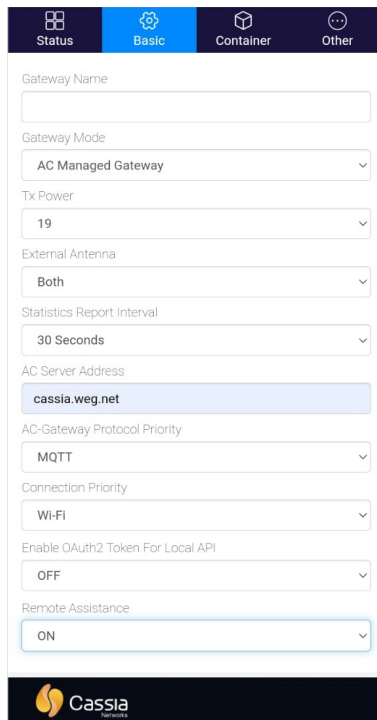 Status
Basic
Container
Other
Gateway Name
Gateway Mode
AC Managed Gateway
Tx Power
19
External Antenna
Both
Statistics Report Interval
30 Seconds
AC Server Address
cassia.weg.net
AC-Gateway Protocol Priority
MQTT
Connection Priority
Wi-Fi
Enable OAuth2 Token For Local API
OFF
Remote Assistance
ON
Cassia
Networks